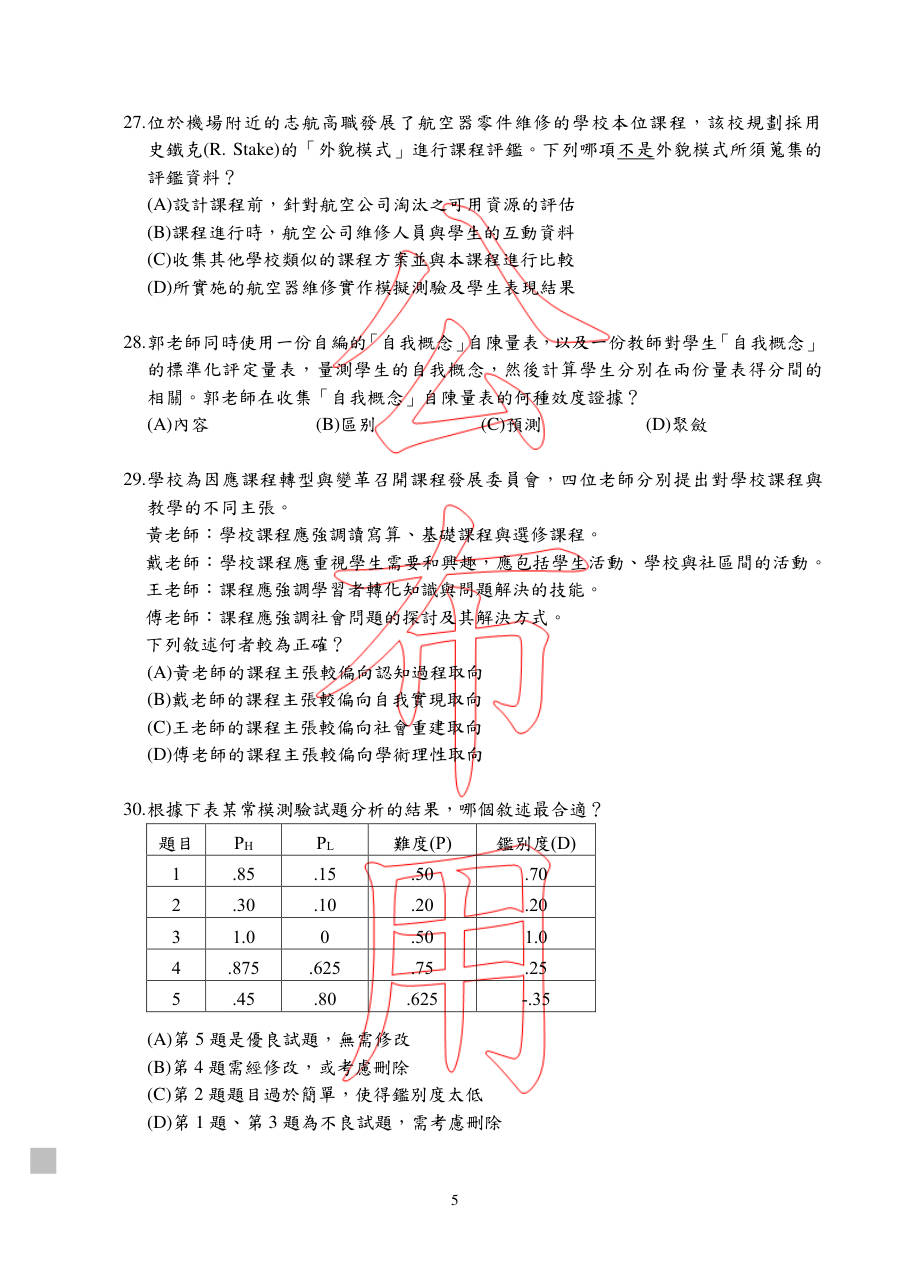 27.位於機場附近的志航高職發展了航空器零件維修的學校本位課程，該校規劃採用
史鐵克(R. Stake)的「外貌模式」進行課程評鑑。下列哪項不是外貌模式所須蒐集的
評鑑資料？
(A)設計課程前，針對航空公司淘汰之可用資源的評估
(B)課程進行時，航空公司維修人員與學生的互動資料
(C)收集其他學校類似的課程方案並與本課程進行比較
(D)所實施的航空器維修實作模擬測驗及學生表現結果
28.郭老師同時使用一份自編的「自我概念」自陳量表，以及一份教師對學生「自我概念」
的標準化評定量表，量測學生的自我概念，然後計算學生分別在兩份量表得分間的
相關。郭老師在收集「自我概念」自陳量表的何種效度證據？
(A)內容 (B)區別 (C)預測 (D)聚斂
29.學校為因應課程轉型與變革召開課程發展委員會，四位老師分別提出對學校課程與
教學的不同主張。
黃老師：學校課程應強調讀寫算、基礎課程與選修課程。
戴老師：學校課程應重視學生需要和興趣，應包括學生活動、學校與社區間的活動。
王老師：課程應強調學習者轉化知識與問題解決的技能。
傅老師：課程應強調社會問題的探討及其解決方式。
下列敘述何者較為正確？
(A)黃老師的課程主張較偏向認知過程取向
(B)戴老師的課程主張較偏向自我實現取向
(C)王老師的課程主張較偏向社會重建取向
(D)傅老師的課程主張較偏向學術理性取向
30.根據下表某常模測驗試題分析的結果，哪個敘述最合適？
題目 PH PL 難度(P) 鑑別度(D)
1 .85 .15 .50 .70
2 .30 .10 .20 .20
3 1.0 0 .50 1.0
4 .875 .625 .75 .25
5 .45 .80 .625 -.35
(A)第 5 題是優良試題，無需修改
(B)第 4 題需經修改，或考慮刪除
(C)第 2 題題目過於簡單，使得鑑別度太低
(D)第 1 題、第 3 題為不良試題，需考慮刪除
公布用
5